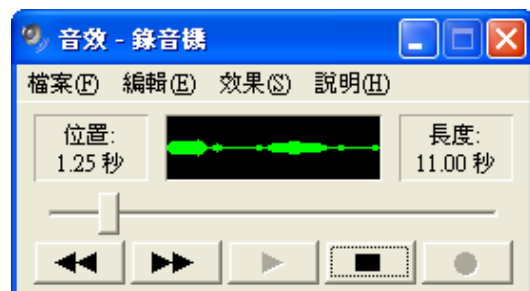 音效 - 錄音機
檔案(F) 編輯(E) 效果(S) 說明(H)
位置:
1.25 秒
長度:
11.00 秒